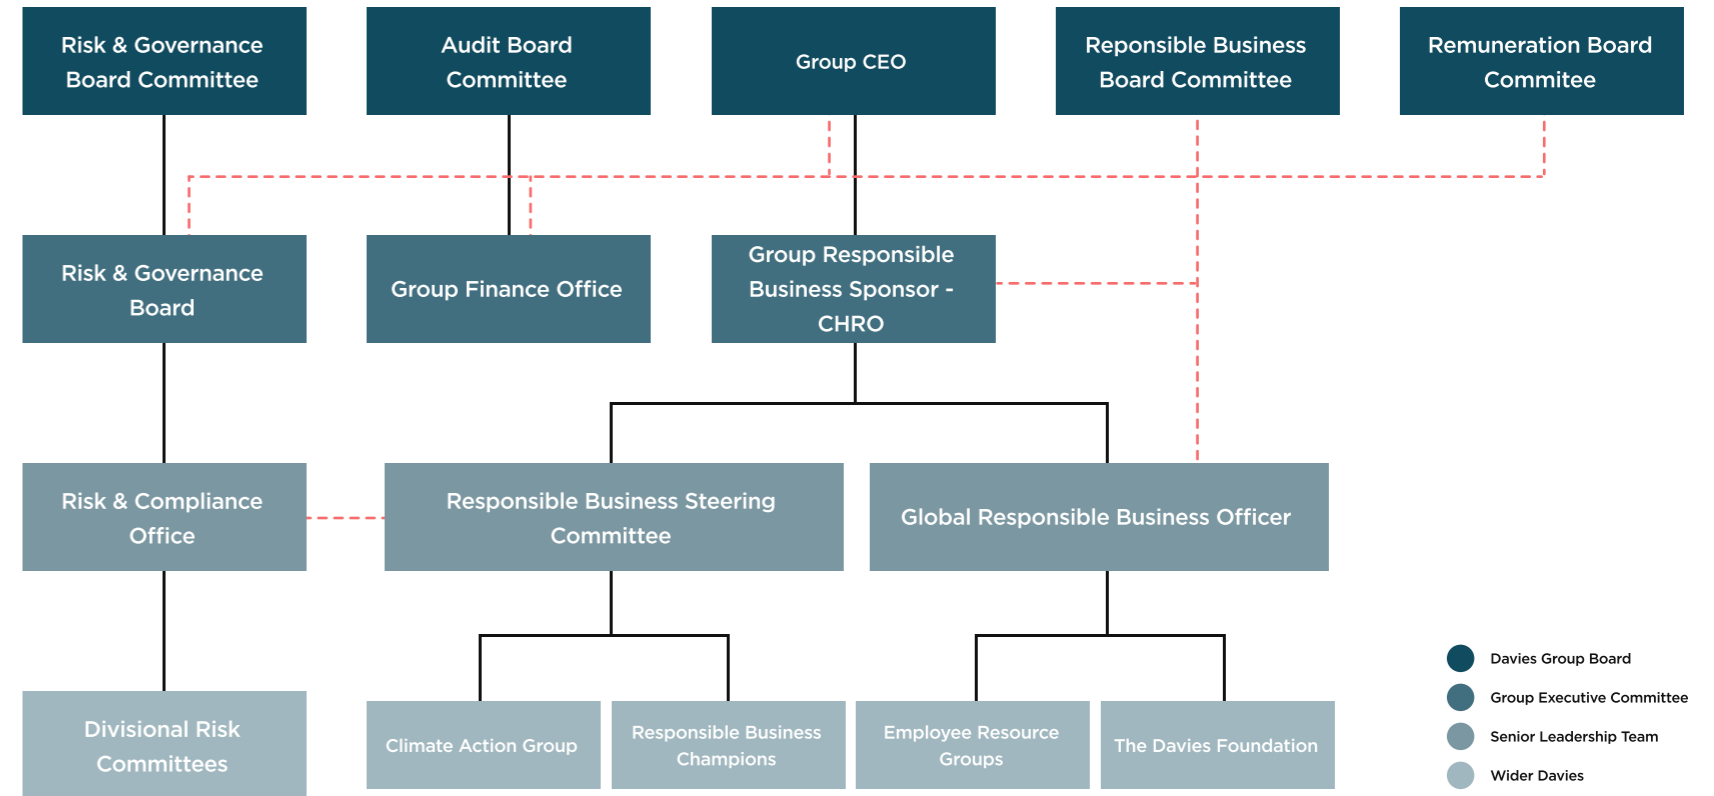 Risk & Governance
Board Committee
Audit Board
Committee
Group CEO
Reponsible Business
Board Committee
Remuneration Board
Commitee
Risk & Governance
Board
Group Finance Office
Group Responsible
Business Sponsor -
CHRO
Risk & Compliance
Office
Responsible Business Steering
Committee
Global Responsible Business Officer
Divisional Risk
Committees
Climate Action Group
Responsible Business
Champions
Employee Resource
Groups
The Davies Foundation
Davies Group Board
Group Executive Committee
Senior Leadership Team
Wider Davies